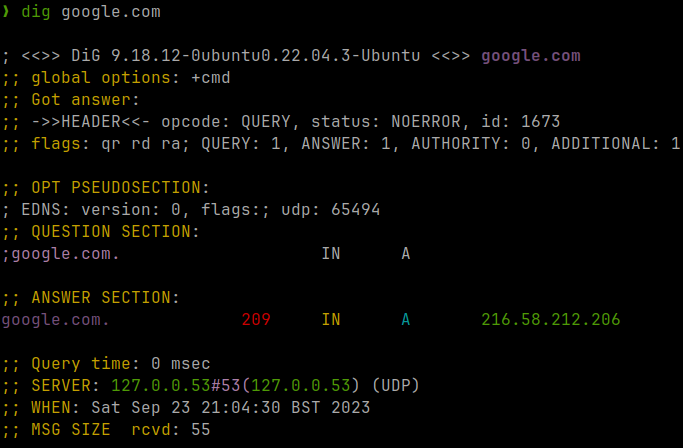 ❯ dig google.com

; <<>> DiG 9.18.12-0ubuntu0.22.04.3-Ubuntu <<>> google.com
;; global options: +cmd
;; Got answer:
;; ->>HEADER<<- opcode: QUERY, status: NOERROR, id: 1673
;; flags: qr rd ra; QUERY: 1, ANSWER: 1, AUTHORITY: 0, ADDITIONAL: 1

;; OPT PSEUDOSECTION:
; EDNS: version: 0, flags:; udp: 65494
;; QUESTION SECTION:
;google.com.                    IN      A

;; ANSWER SECTION:
google.com.             209     IN      A       216.58.212.206

;; Query time: 0 msec
;; SERVER: 127.0.0.53#53(127.0.0.53) (UDP)
;; WHEN: Sat Sep 23 21:04:30 BST 2023
;; MSG SIZE  rcvd: 55